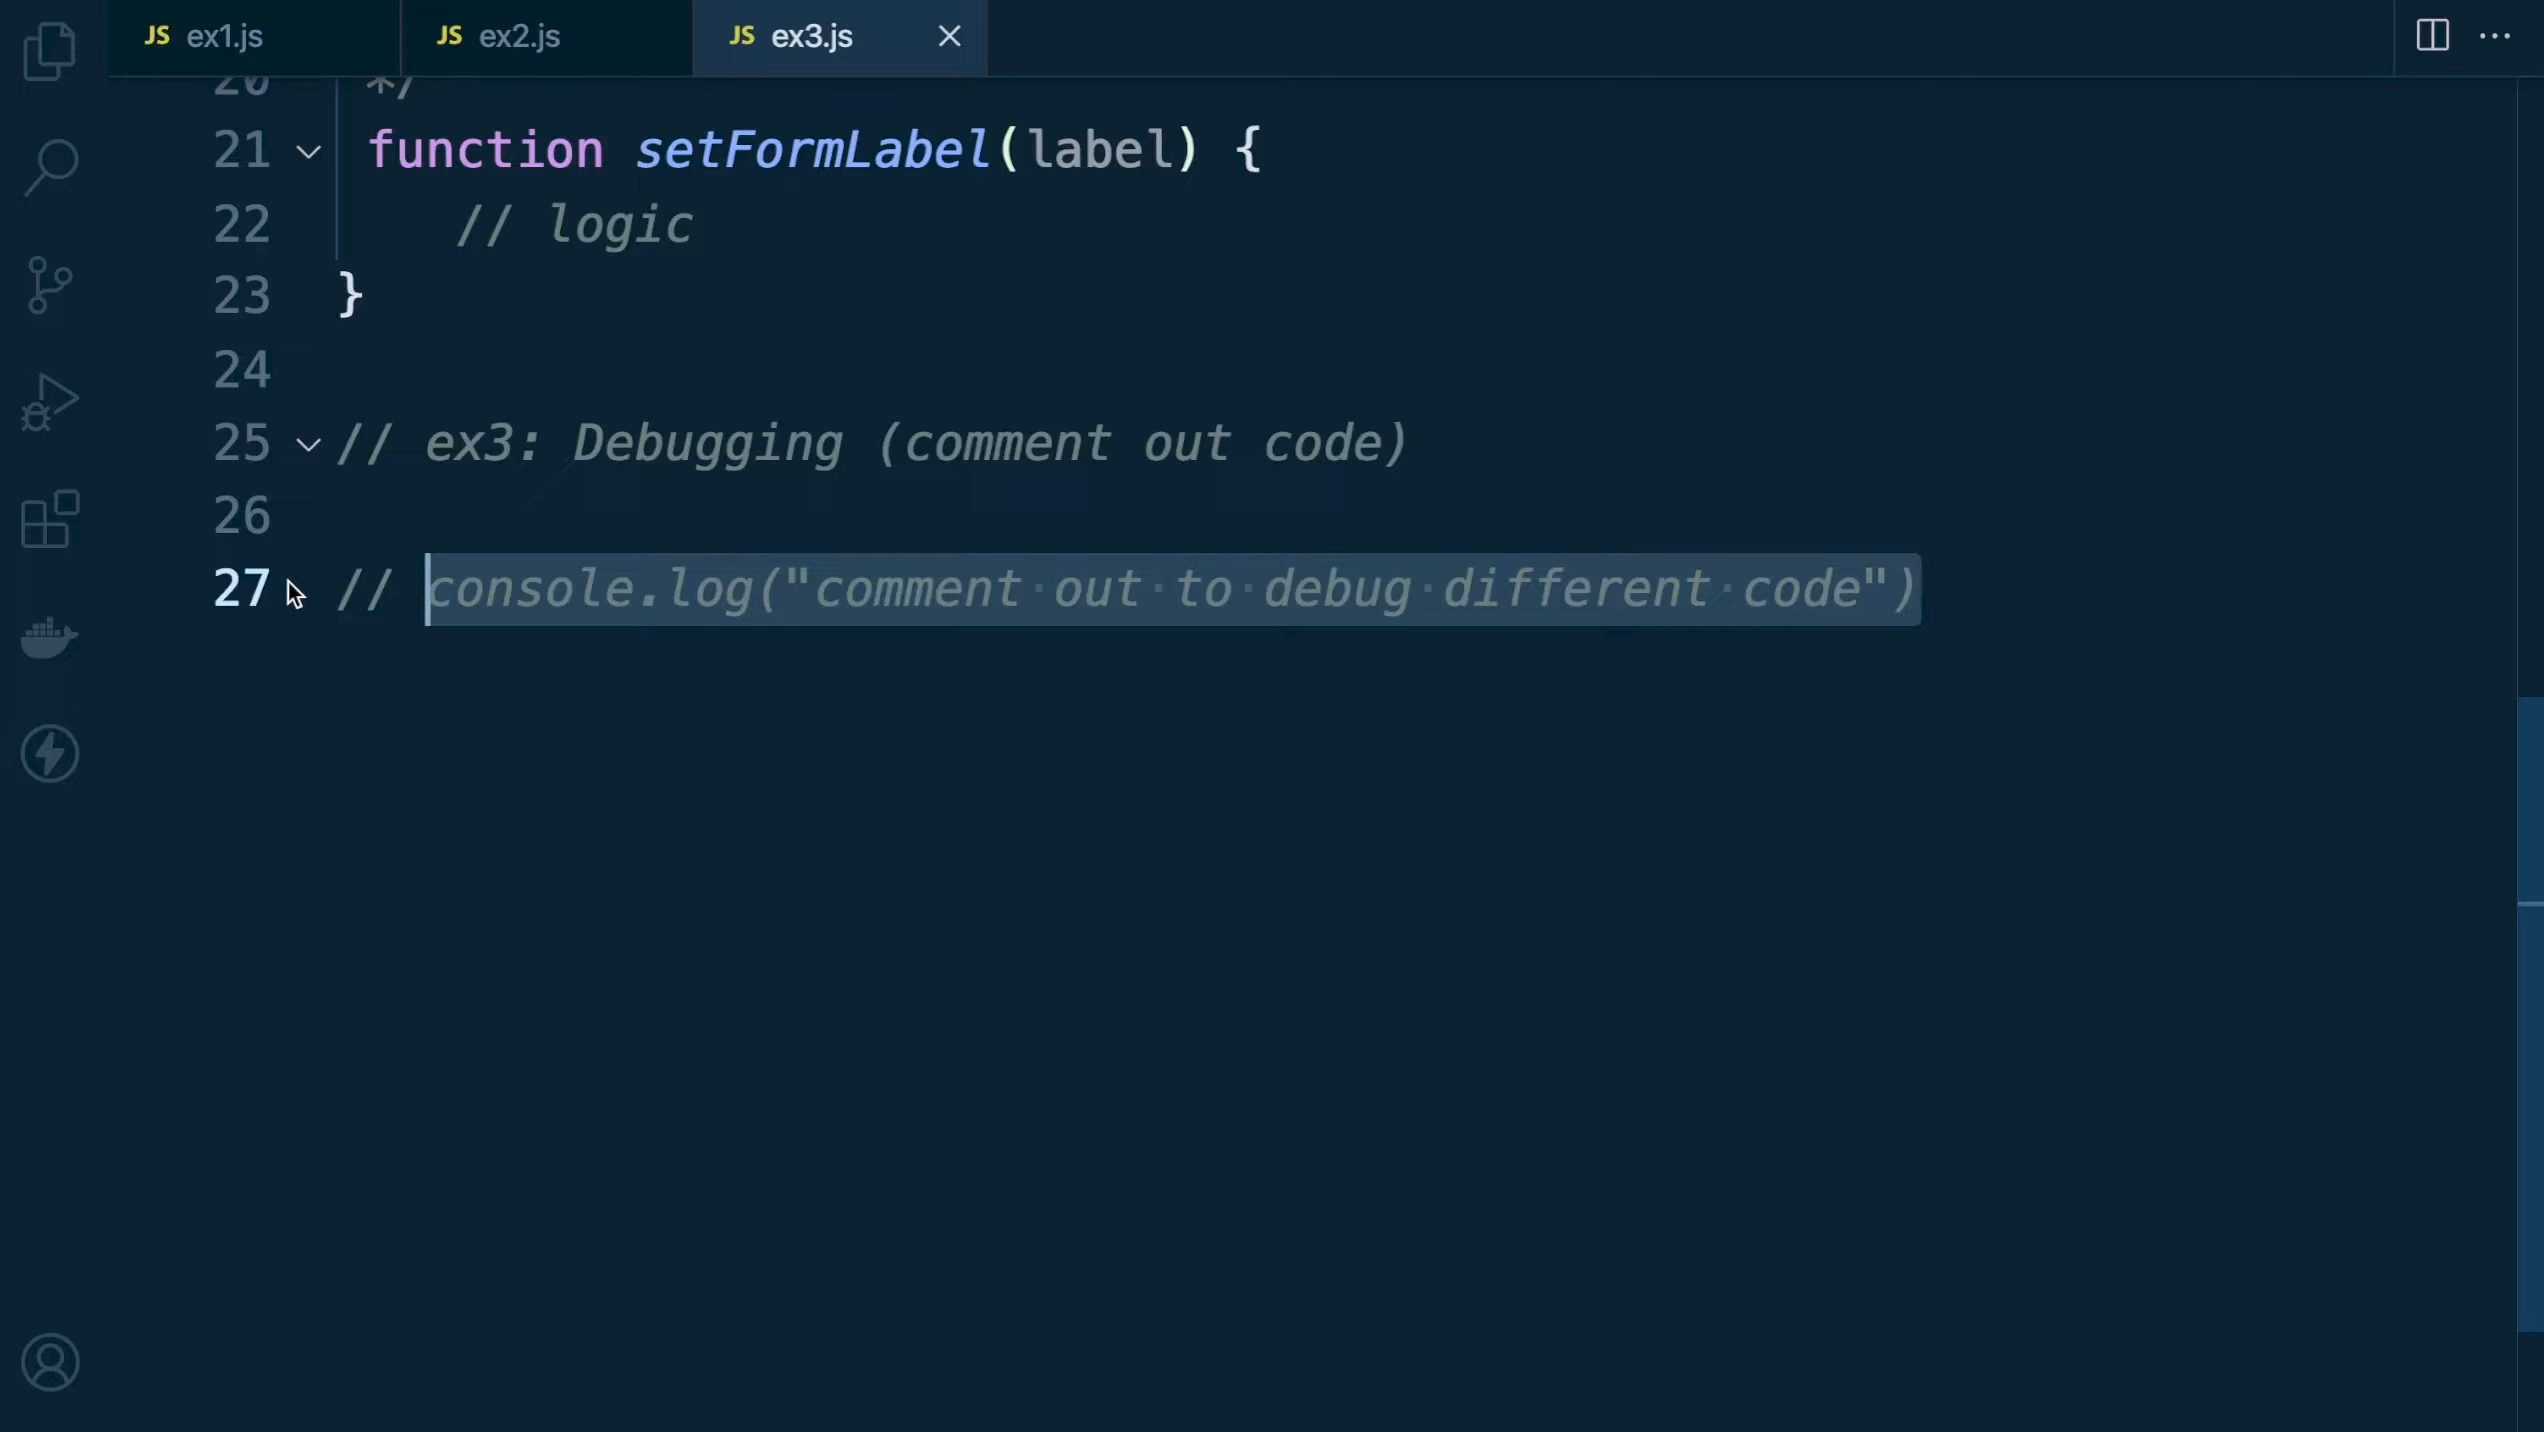 JS ex1.js JS ex2.js JS ex3.js
20 */
21 function setFormLabel(label) {
22 // logic
23 }
24
25 // ex3: Debugging (comment out code)
26
27 // console.log("comment out to debug different code")